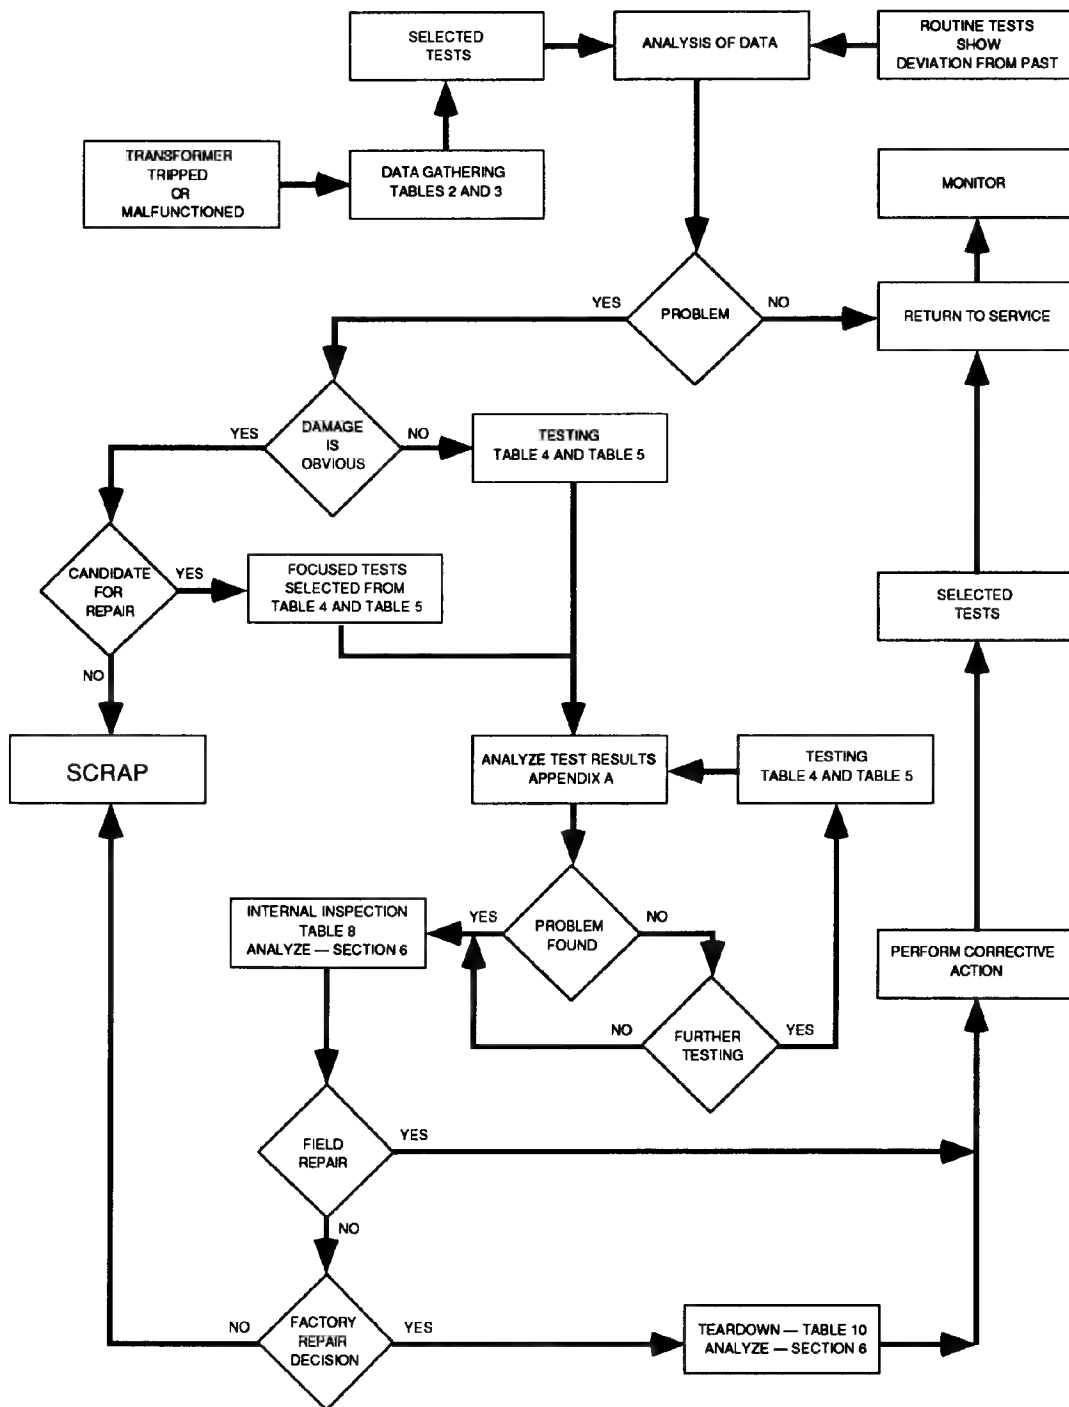 SELECTED
TESTS
ANALYSIS OF DATA
ROUTINE TESTS
SHOW
DEVIATION FROM PAST
TRANSFORMER
TRIPPED
OR
MALFUNCTIONED
DATA GATHERING
TABLES 2 AND 3
MONITOR
YES
PROBLEM
NO
RETURN TO SERVICE
YES
DAMAGE
IS
OBVIOUS
NO
TESTING
TABLE 4 AND TABLE 5
CANDIDATE
FOR
REPAIR
YES
FOCUSED TESTS
SELECTED FROM
TABLE 4 AND TABLE 5
SELECTED
TESTS
NO
SCRAP
ANALYZE TEST RESULTS
APPENDIX A
TESTING
TABLE 4 AND TABLE 5
INTERNAL INSPECTION
TABLE 8
ANALYZE — SECTION 6
YES
PROBLEM
FOUND
NO
PERFORM CORRECTIVE
ACTION
NO
FURTHER
TESTING
YES
FIELD
REPAIR
YES
NO
NO
FACTORY
REPAIR
DECISION
YES
TEARDOWN — TABLE 10
ANALYZE — SECTION 6